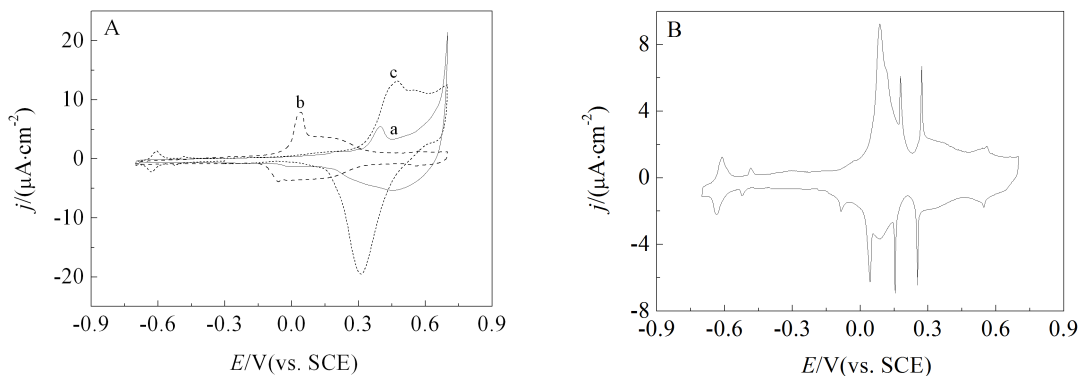 A
20
10
0
-10
-20
b
c
a
j/(μA·cm⁻²)
-0.9 -0.6 -0.3 0.0 0.3 0.6 0.9
E/V(vs. SCE)
B
8
4
0
-4
-8
j/(μA·cm⁻²)
-0.9 -0.6 -0.3 0.0 0.3 0.6 0.9
E/V(vs. SCE)